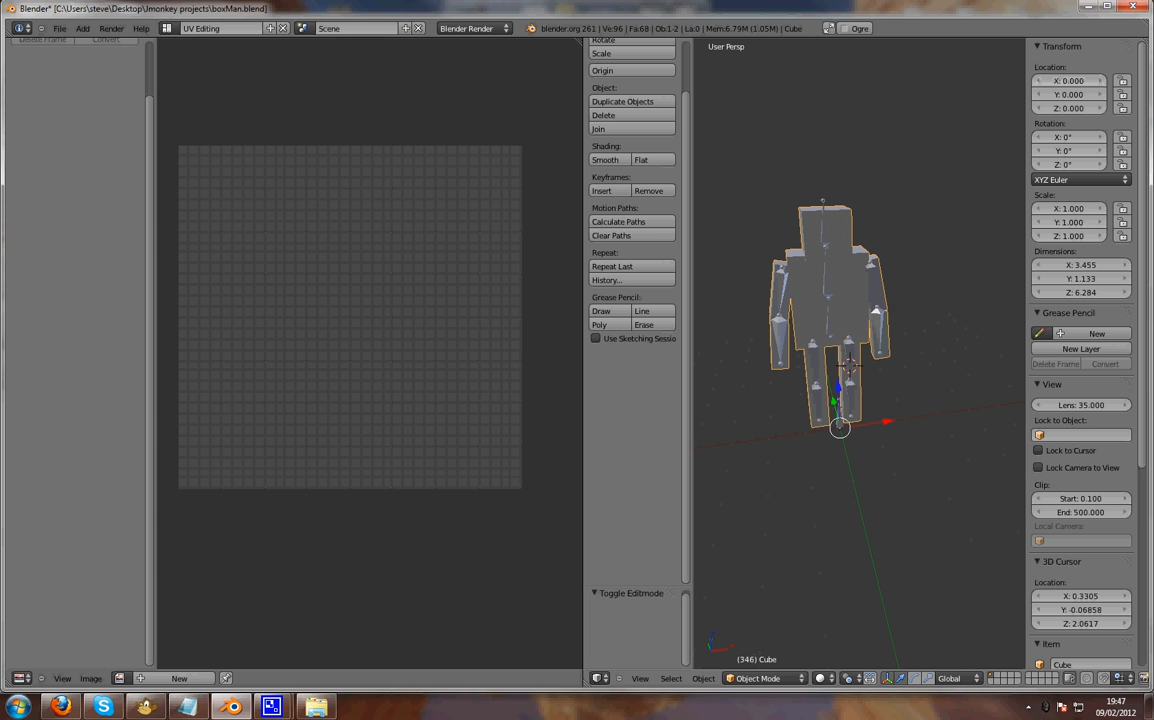 Blender* [C:\Users\steve\Desktop\Jmonkey projects\boxMan.blend]
File Add Render Help
UV Editing
Scene
Blender Render
blender.org 261 | Ve:96 | Fa:68 | Ob:1-2 | La:0 | Mem:6.79M (1.05M) | Cube
Ogre
Delete Frame Convert
Rotate
Scale
Origin
Object:
Duplicate Objects
Delete
Join
Shading:
Smooth Flat
Keyframes:
Insert Remove
Motion Paths:
Calculate Paths
Clear Paths
Repeat:
Repeat Last
History...
Grease Pencil:
Draw Line
Poly Erase
Use Sketching Sessio
Toggle Editmode
User Persp
(346) Cube
Transform
Location:
X: 0.000
Y: 0.000
Z: 0.000
Rotation:
X: 0°
Y: 0°
Z: 0°
XYZ Euler
Scale:
X: 1.000
Y: 1.000
Z: 1.000
Dimensions:
X: 3.455
Y: 1.133
Z: 6.284
Grease Pencil
New
New Layer
Delete Frame Convert
View
Lens: 35.000
Lock to Object:
Lock to Cursor
Lock Camera to View
Clip:
Start: 0.100
End: 500.000
Local Camera:
3D Cursor
Location:
X: 0.3305
Y: -0.06858
Z: 2.0617
Item
Cube
View Image New
View Select Object Object Mode Global
19:47
09/02/2012